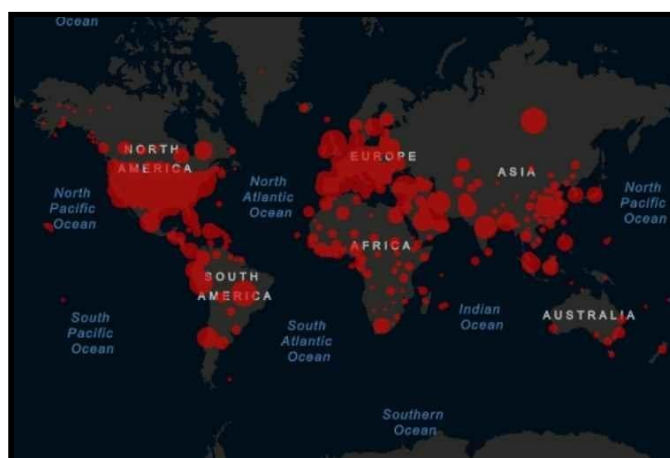 Ocean
NORTH
AMERICA
EUROPE
ASIA
North
Pacific
Ocean
North
Atlantic
Ocean
North
Pacific
Ocean
AFRICA
SOUTH
AMERICA
Indian
Ocean
AUSTRALIA
South
Pacific
Ocean
South
Atlantic
Ocean
Southern
Ocean